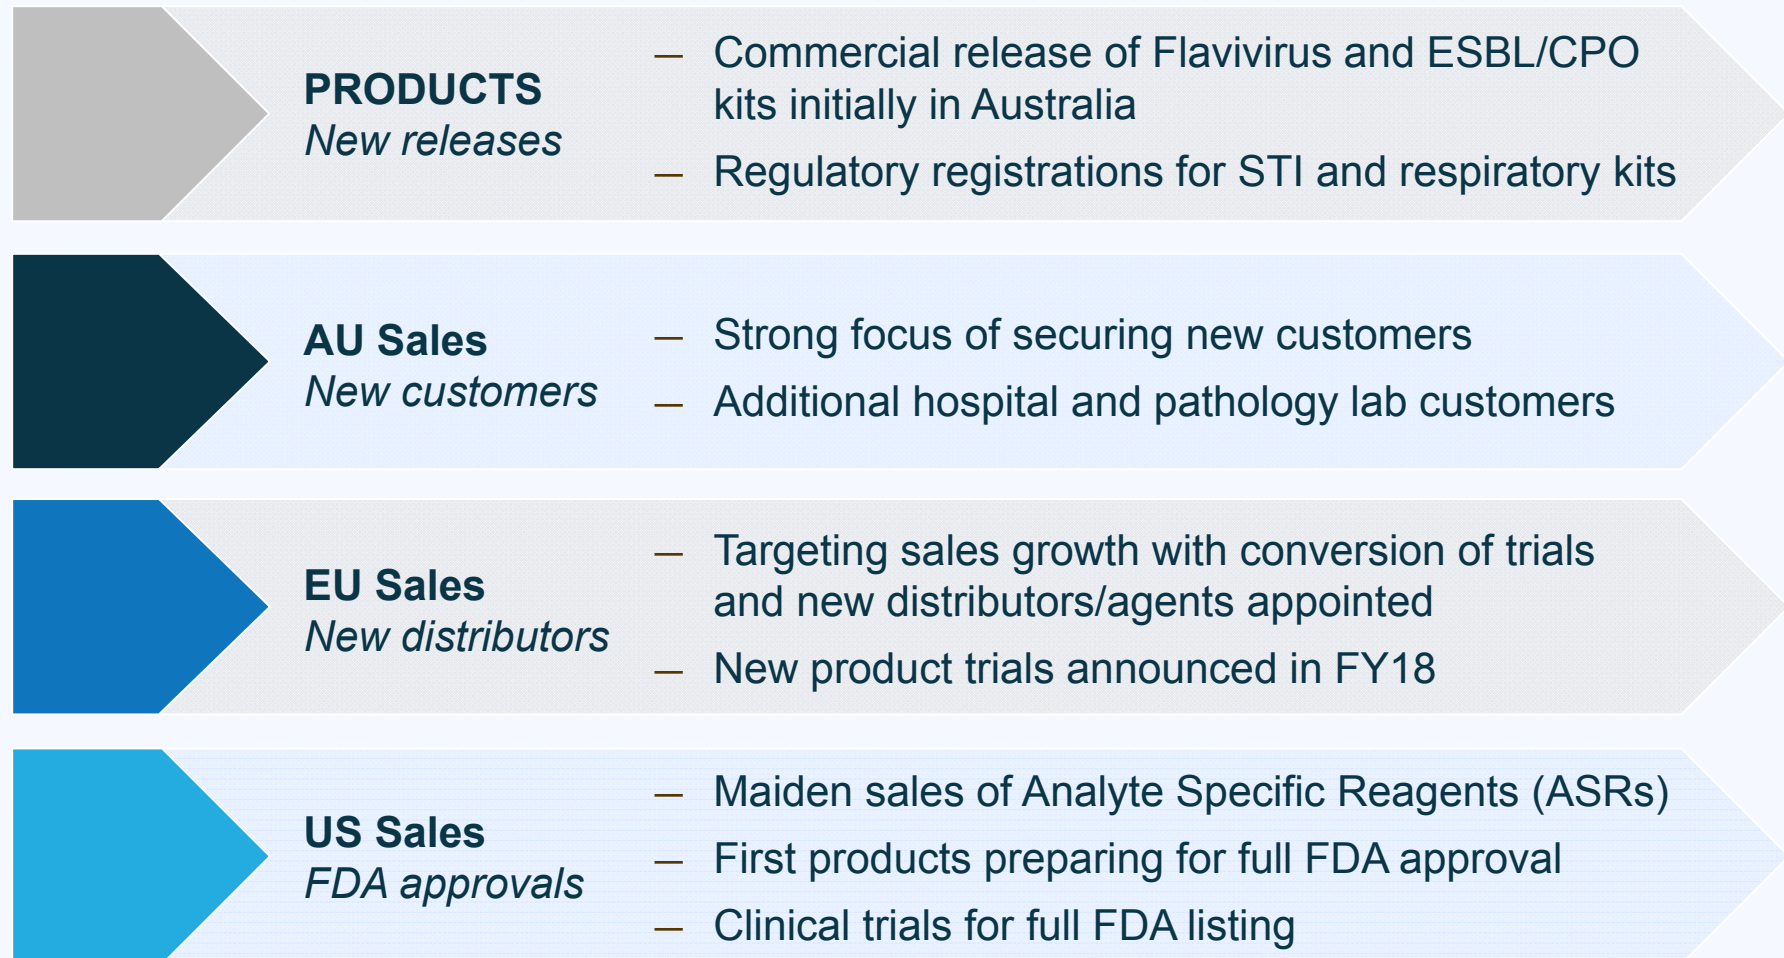 PRODUCTS
New releases
— Commercial release of Flavivirus and ESBL/CPO
kits initially in Australia
— Regulatory registrations for STI and respiratory kits
AU Sales
New customers
— Strong focus of securing new customers
— Additional hospital and pathology lab customers
EU Sales
New distributors
— Targeting sales growth with conversion of trials
and new distributors/agents appointed
— New product trials announced in FY18
US Sales
FDA approvals
— Maiden sales of Analyte Specific Reagents (ASRs)
— First products preparing for full FDA approval
— Clinical trials for full FDA listing